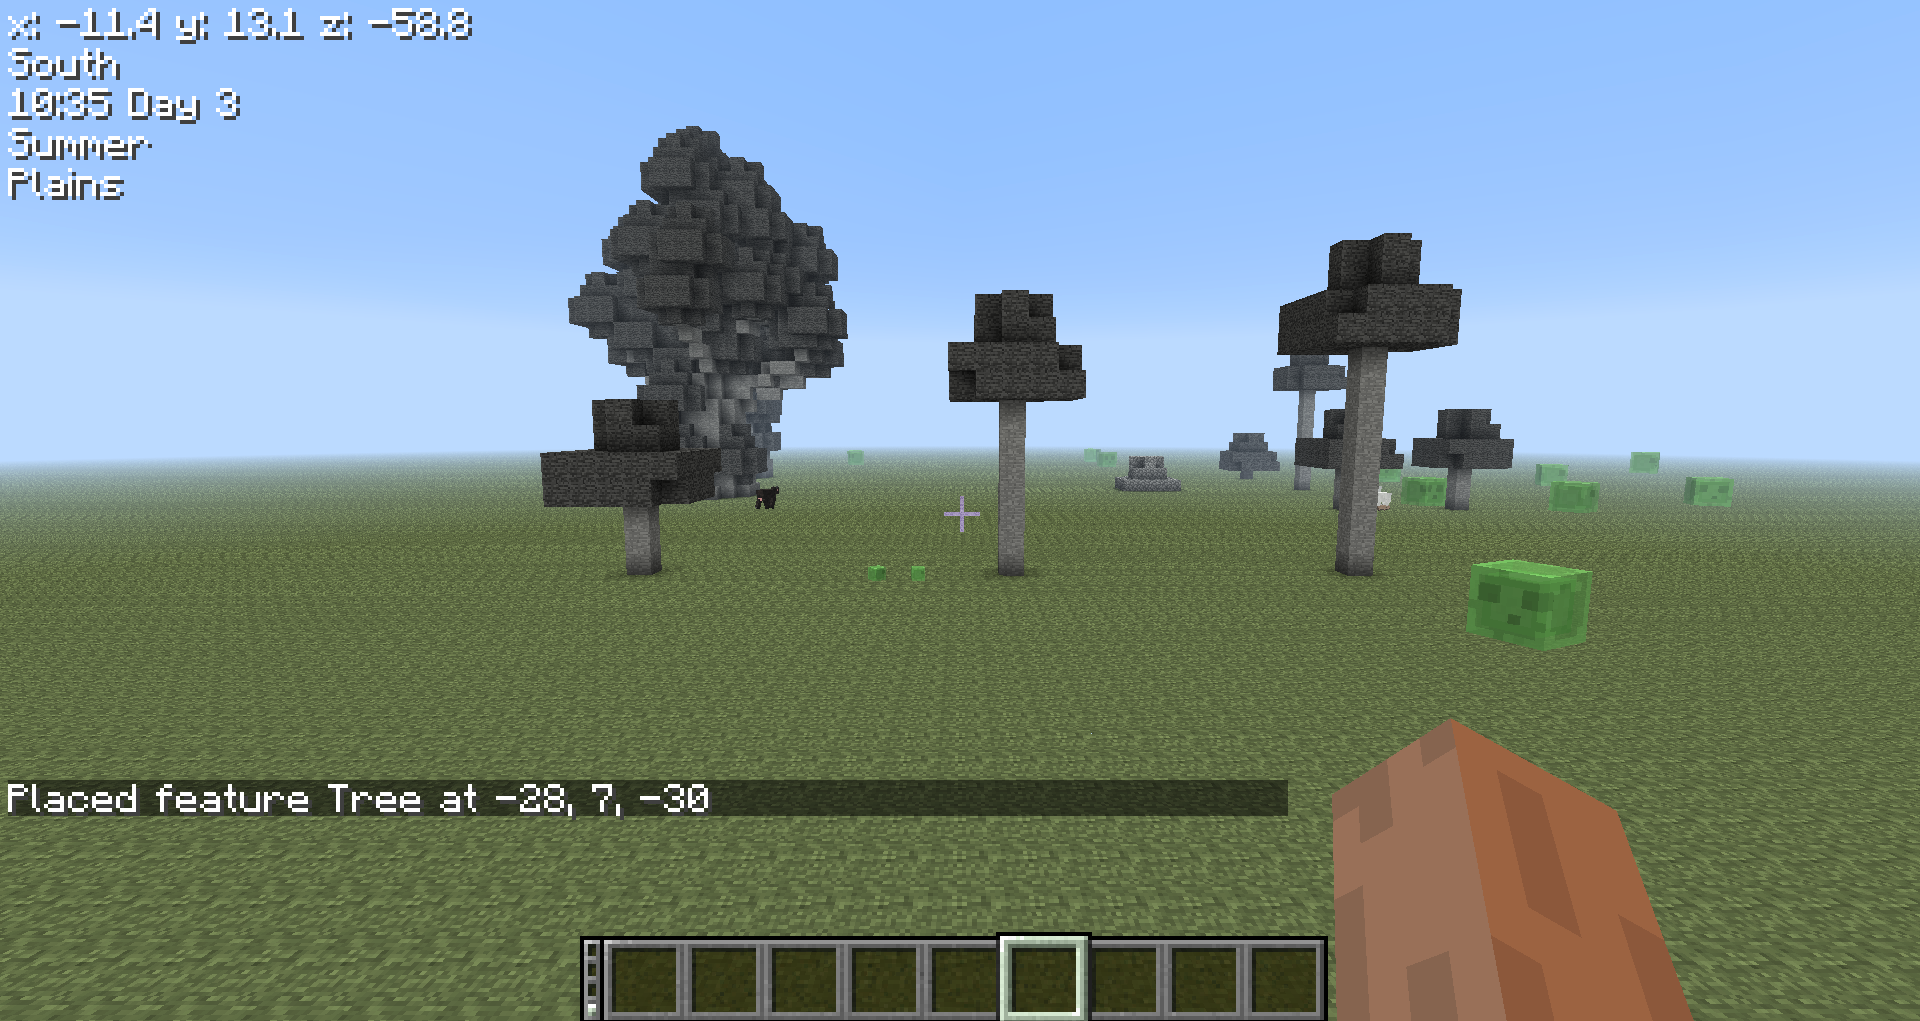 x: -11.4 y: 13.1 z: -58.8
South
10:35 Day 3
Summer
Plains
Placed feature Tree at -28, 7, -30